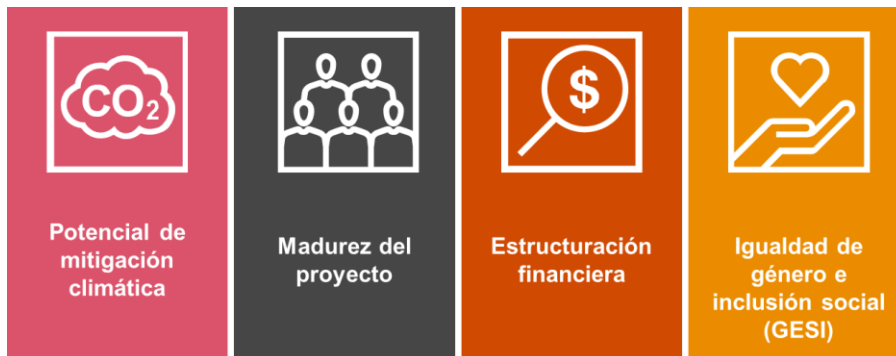 CO₂
Potencial de
mitigación
climática
Madurez del
proyecto
$
Estructuración
financiera
Igualdad de
género e
inclusión social
(GESI)